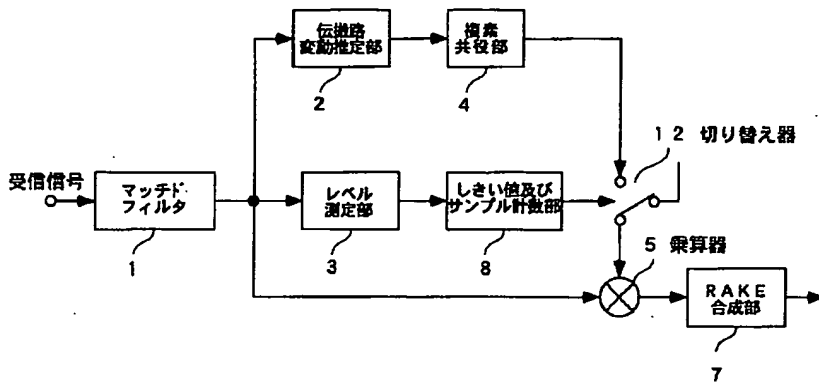 伝搬路
変動推定部
2
複素
共役部
4
1 2 切り替え器
受信信号
マッチド
フィルタ
1
レベル
測定部
3
しきい値及び
サンプル計数部
8
5 乗算器
RAKE
合成部
7